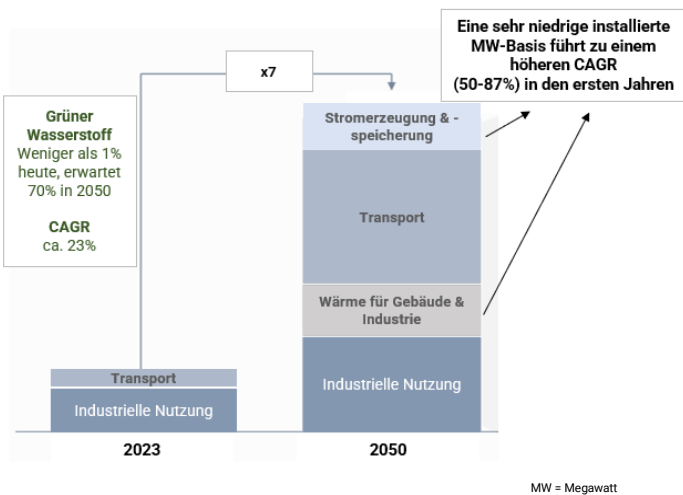 Eine sehr niedrige installierte
MW-Basis führt zu einem
höheren CAGR
(50-87%) in den ersten Jahren
x7
Grüner
Wasserstoff
Weniger als 1%
heute, erwartet
70% in 2050
CAGR
ca. 23%
Stromerzeugung & -
speicherung
Transport
Wärme für Gebäude &
Industrie
Industrielle Nutzung
Transport
Industrielle Nutzung
2023
2050
MW = Megawatt